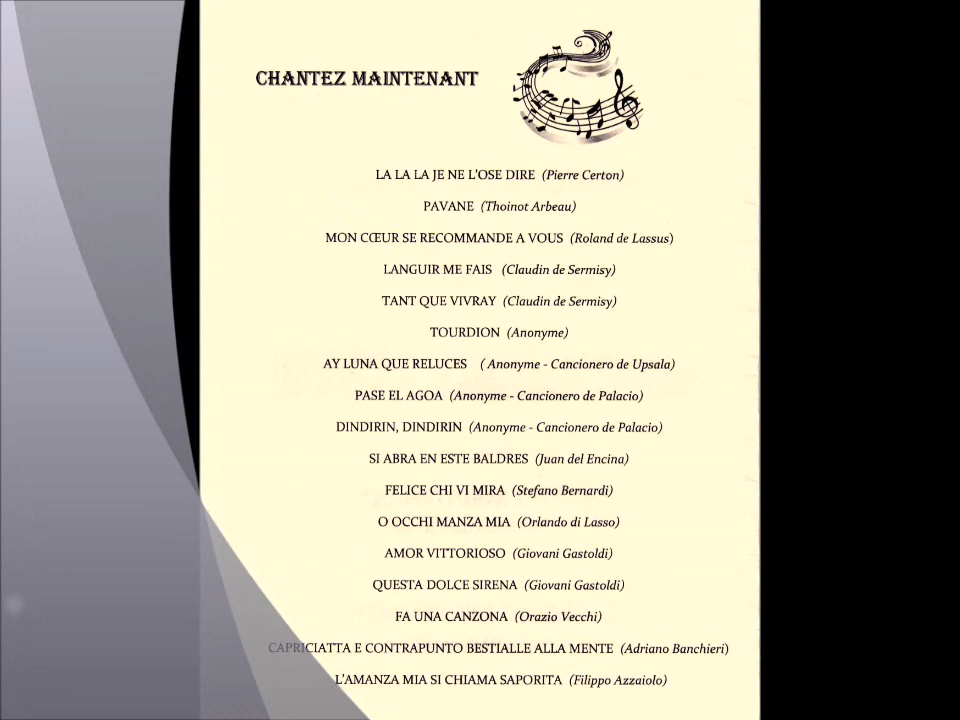 CHANTEZ MAINTENANT
LA LA LA JE NE L'OSE DIRE (Pierre Certon)
PAVANE (Thoinot Arbeau)
MON CŒUR SE RECOMMANDE A VOUS (Roland de Lassus)
LANGUIR ME FAIS (Claudin de Sermisy)
TANT QUE VIVRAY (Claudin de Sermisy)
TOURDION (Anonyme)
AY LUNA QUE RELUCES ( Anonyme - Cancionero de Upsala)
PASE EL AGOA (Anonyme - Cancionero de Palacio)
DINDIRIN, DINDIRIN (Anonyme - Cancionero de Palacio)
SI ABRA EN ESTE BALDRES (Juan del Encina)
FELICE CHI VI MIRA (Stefano Bernardi)
O OCCHI MANZA MIA (Orlando di Lasso)
AMOR VITTORIOSO (Giovani Gastoldi)
QUESTA DOLCE SIRENA (Giovani Gastoldi)
FA UNA CANZONA (Orazio Vecchi)
CAPRICIATTA E CONTRAPUNTO BESTIALLE ALLA MENTE (Adriano Banchieri)
L'AMANZA MIA SI CHIAMA SAPORITA (Filippo Azzaiolo)